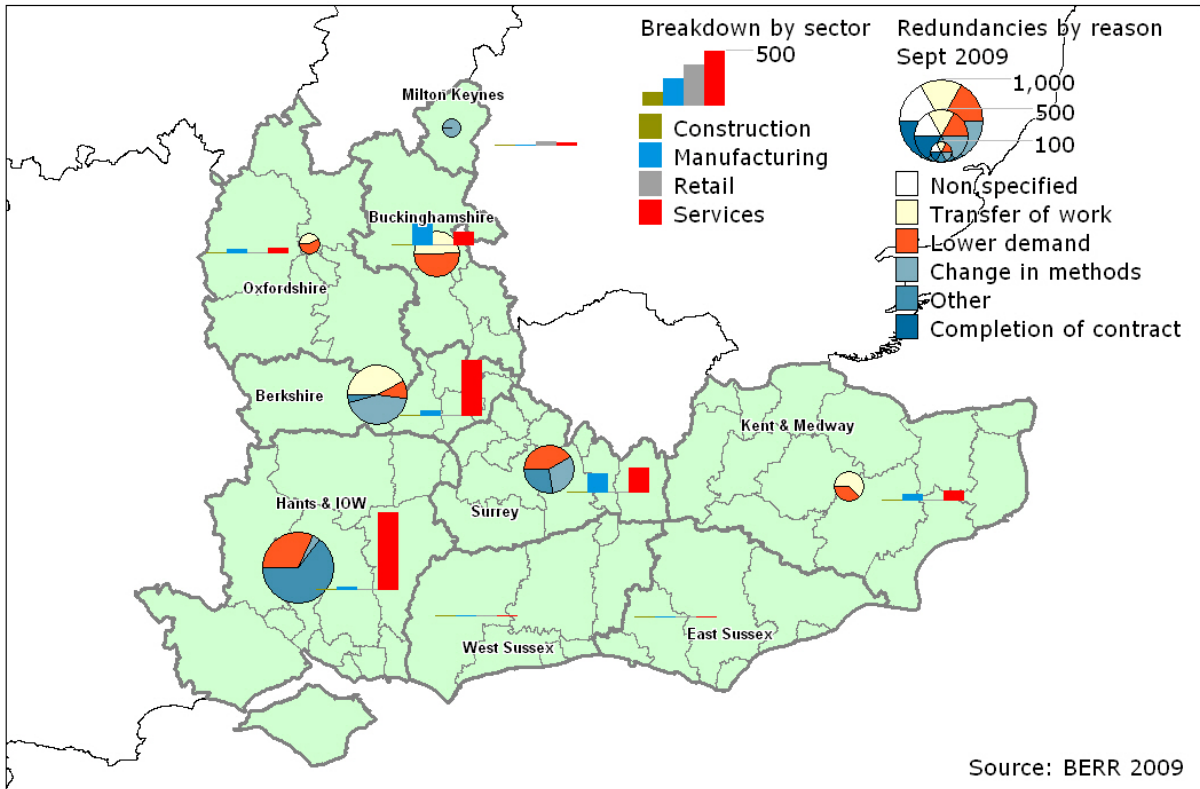 Breakdown by sector
500
Construction
Manufacturing
Retail
Services
Redundancies by reason
Sept 2009
1,000
500
100
Non specified
Transfer of work
Lower demand
Change in methods
Other
Completion of contract
Milton Keynes
Buckinghamshire
Oxfordshire
Berkshire
Kent & Medway
Hants & IOW
Surrey
West Sussex
East Sussex
Source: BERR 2009